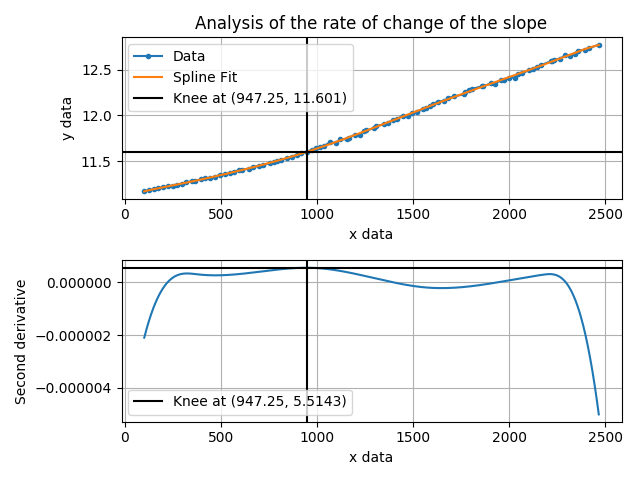 Analysis of the rate of change of the slope
Data
Spline Fit
Knee at (947.25, 11.601)
y data
12.5
12.0
11.5
0
500
1000
1500
2000
2500
x data
Second derivative
0.000000
−0.000002
−0.000004
Knee at (947.25, 5.5143)
0
500
1000
1500
2000
2500
x data